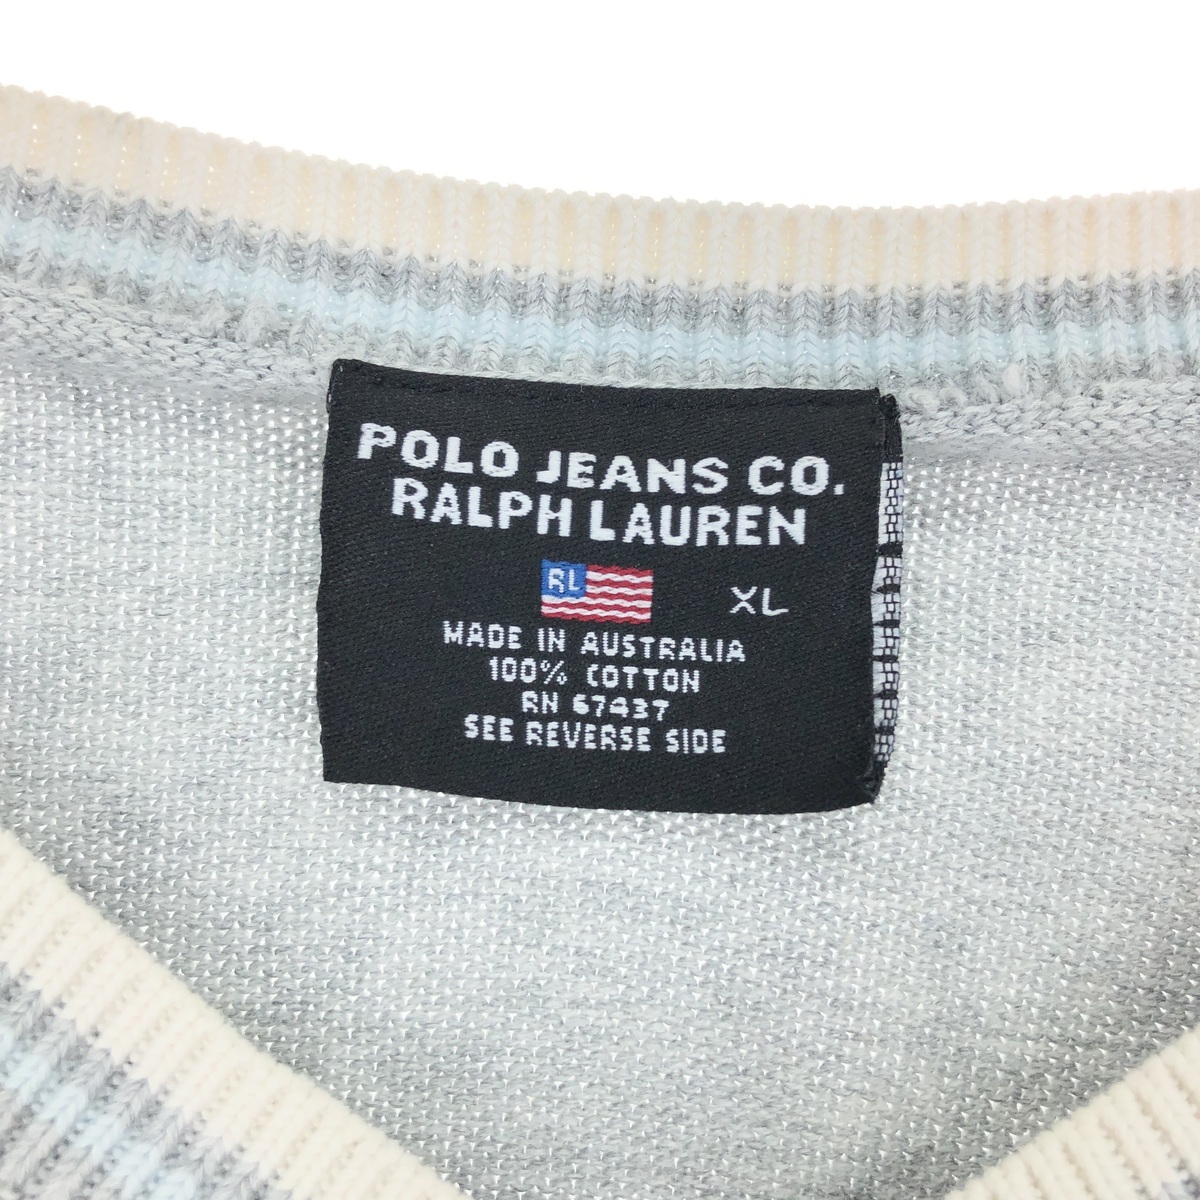 POLO JEANS CO.
RALPH LAUREN
RL
XL
MADE IN AUSTRALIA
100% COTTON
RN 67437
SEE REVERSE SIDE